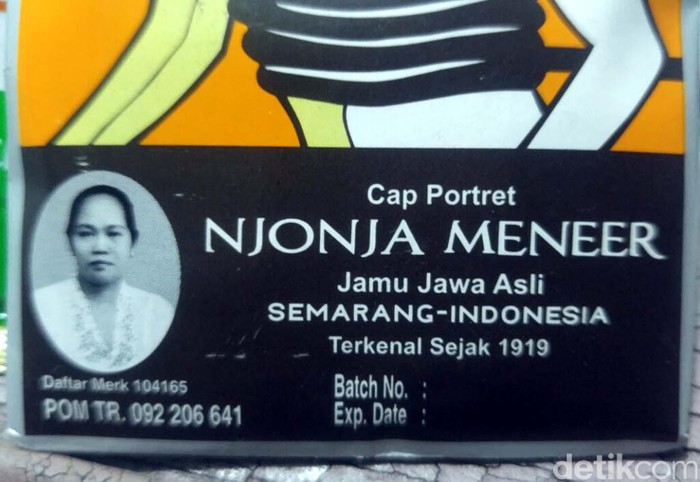 Cap Portret
NJONJA MENEER
Jamu Jawa Asli
SEMARANG-INDONESIA
Terkenal Sejak 1919
Daftar Merk 104165
POM TR. 092 206 641
Batch No. :
Exp. Date :
detikcom